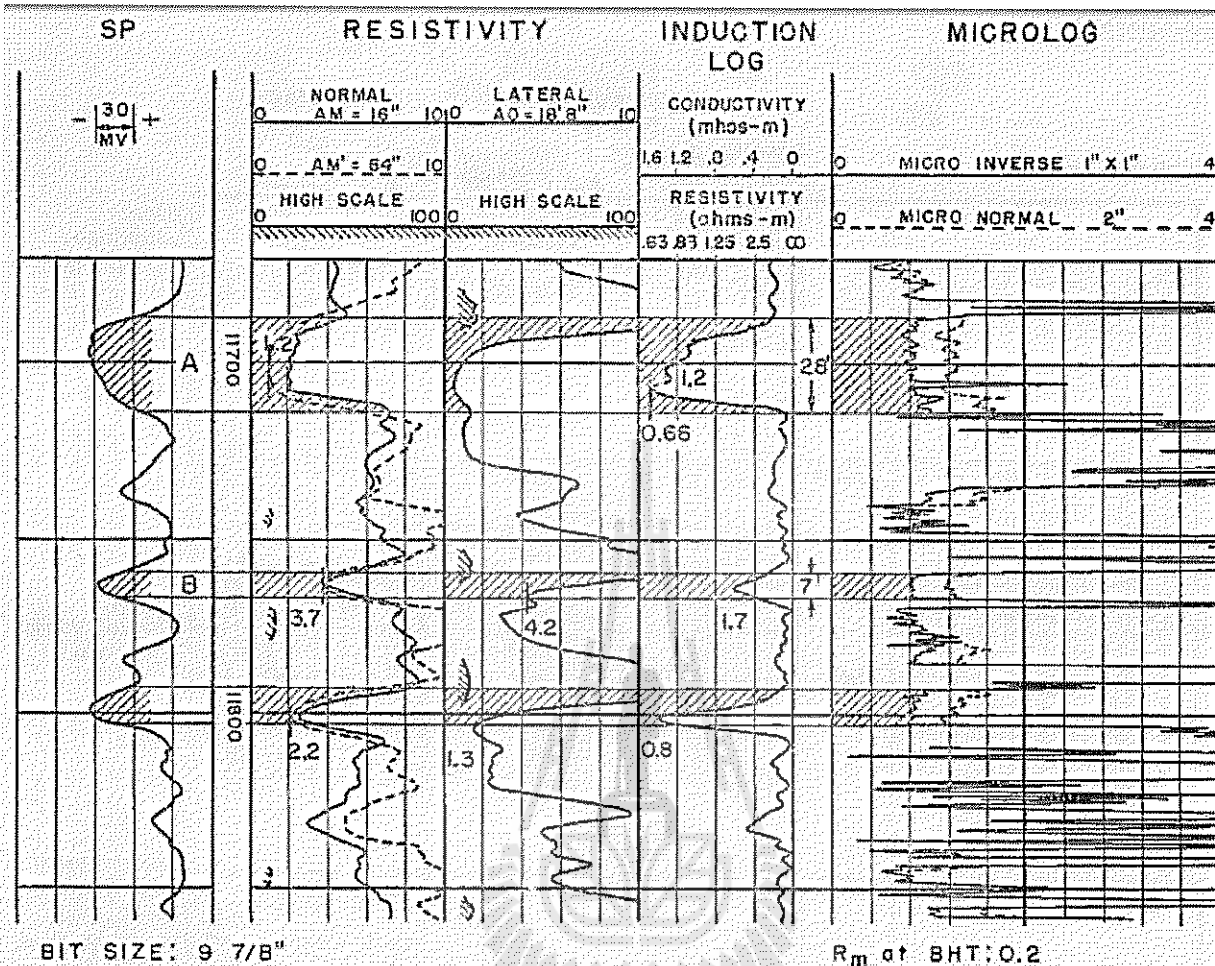 SP
RESISTIVITY
INDUCTION LOG
MICROLOG
- 30 MV +
NORMAL
0 AM = 16" 10
0 AM' = 64" 10
HIGH SCALE
0 100
LATERAL
0 AO = 18'8" 10
HIGH SCALE
0 100
CONDUCTIVITY
(mhos-m)
1.6 1.2 .8 .4 0
RESISTIVITY
(ohms-m)
.63 .83 1.25 2.5 ∞
0 MICRO INVERSE 1" X 1" 4
0 MICRO NORMAL 2" 4
A
11700
1.2
28'
0.66
B
3.7
4.2
1.7
7'
11800
2.2
1.3
0.8
BIT SIZE: 9 7/8"
Rm at BHT: 0.2